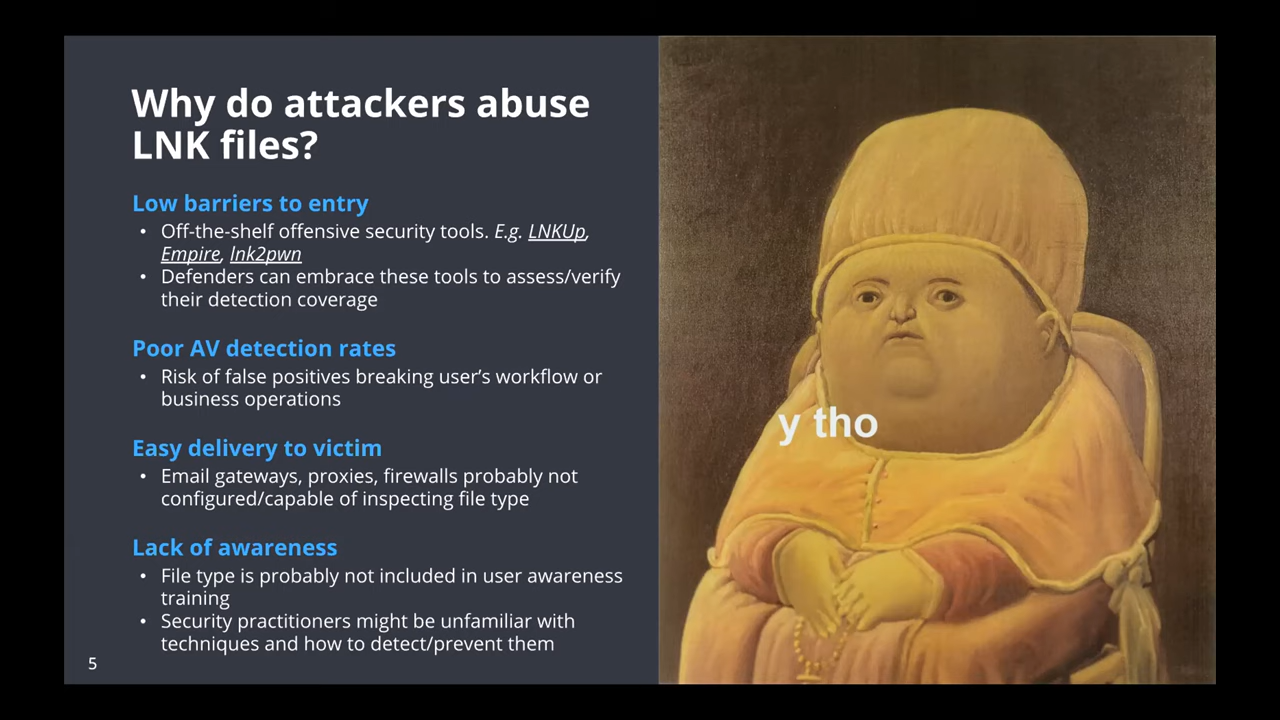 Why do attackers abuse
LNK files?
Low barriers to entry
• Off-the-shelf offensive security tools. E.g. LNKUp,
Empire, lnk2pwn
• Defenders can embrace these tools to assess/verify
their detection coverage
Poor AV detection rates
• Risk of false positives breaking user’s workflow or
business operations
Easy delivery to victim
• Email gateways, proxies, firewalls probably not
configured/capable of inspecting file type
Lack of awareness
• File type is probably not included in user awareness
training
• Security practitioners might be unfamiliar with
techniques and how to detect/prevent them
5
y tho